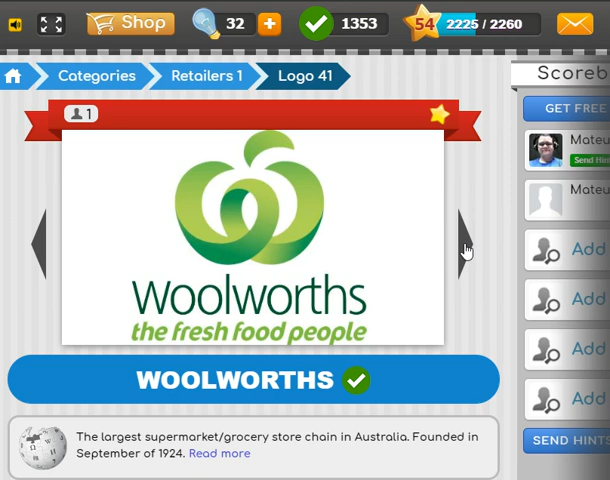 Shop
32
1353
54
2225 / 2260
Categories
Retailers 1
Logo 41
Scoreb
1
GET FREE
Mateu
Send Hin
Mateu
Woolworths
the fresh food people
Add
Add
Add
Add
WOOLWORTHS
SEND HINTS
The largest supermarket/grocery store chain in Australia. Founded in
September of 1924. Read more